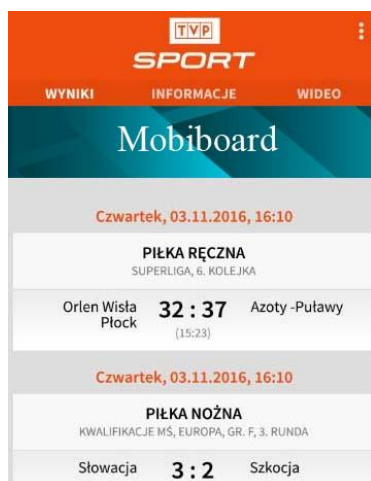 TVP
SPORT
WYNIKI INFORMACJE WIDEO
Mobiboard
Czwartek, 03.11.2016, 16:10
PIŁKA RĘCZNA
SUPERLIGA, 6. KOLEJKA
Orlen Wisła Płock 32 : 37 Azoty -Puławy
(15:23)
Czwartek, 03.11.2016, 16:10
PIŁKA NOŻNA
KWALIFIKACJE MŚ, EUROPA, GR. F, 3. RUNDA
Słowacja 3 : 2 Szkocja